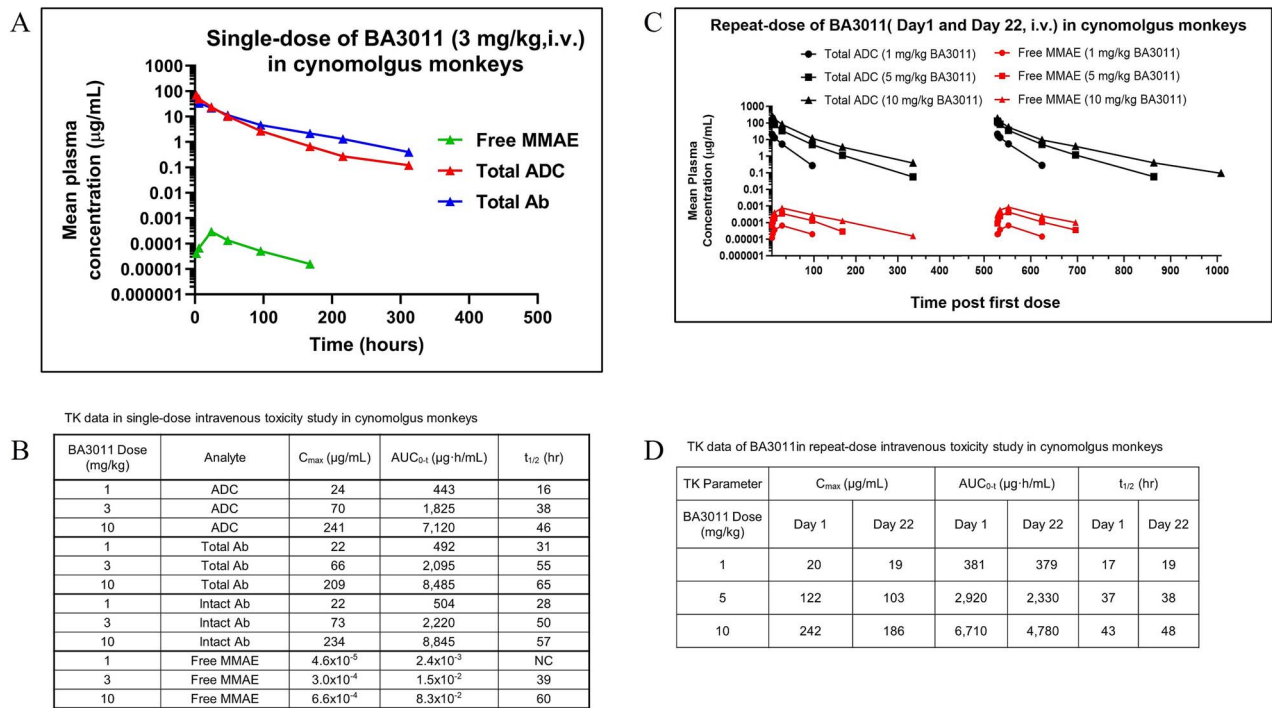 A
Single-dose of BA3011 (3 mg/kg,i.v.)
in cynomolgus monkeys
Mean plasma
concentration (µg/mL)
1000
100
10
1
0.1
0.01
0.001
0.0001
0.00001
0.000001
0 100 200 300 400 500
Time (hours)
Free MMAE
Total ADC
Total Ab
B
TK data in single-dose intravenous toxicity study in cynomolgus monkeys
BA3011 Dose (mg/kg) Analyte Cmax (µg/mL) AUC0-t (µg·h/mL) t1/2 (hr)
1 ADC 24 443 16
3 ADC 70 1,825 38
10 ADC 241 7,120 46
1 Total Ab 22 492 31
3 Total Ab 66 2,095 55
10 Total Ab 209 8,485 65
1 Intact Ab 22 504 28
3 Intact Ab 73 2,220 50
10 Intact Ab 234 8,845 57
1 Free MMAE 4.6x10-5 2.4x10-3 NC
3 Free MMAE 3.0x10-4 1.5x10-2 39
10 Free MMAE 6.6x10-4 8.3x10-2 60
C
Repeat-dose of BA3011( Day1 and Day 22, i.v.) in cynomolgus monkeys
Total ADC (1 mg/kg BA3011) Free MMAE (1 mg/kg BA3011)
Total ADC (5 mg/kg BA3011) Free MMAE (5 mg/kg BA3011)
Total ADC (10 mg/kg BA3011) Free MMAE (10 mg/kg BA3011)
Mean Plasma
Concentration (µg/mL)
1000
100
10
1
0.1
0.01
0.001
0.0001
0.00001
0.000001
100 200 300 400 500 600 700 800 900 1000
Time post first dose
D
TK data of BA3011in repeat-dose intravenous toxicity study in cynomolgus monkeys
TK Parameter Cmax (µg/mL) AUC0-t (µg·h/mL) t1/2 (hr)
BA3011 Dose (mg/kg) Day 1 Day 22 Day 1 Day 22 Day 1 Day 22
1 20 19 381 379 17 19
5 122 103 2,920 2,330 37 38
10 242 186 6,710 4,780 43 48